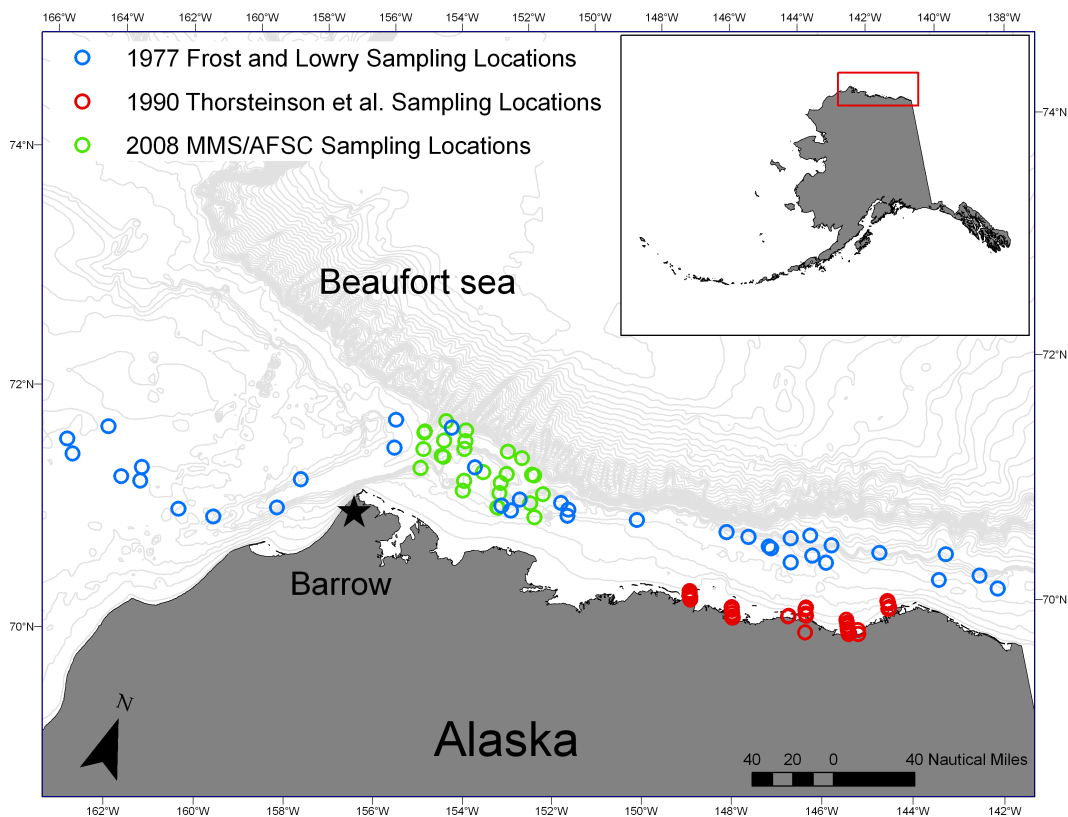 166°W 164°W 162°W 160°W 158°W 156°W 154°W 152°W 150°W 148°W 146°W 144°W 142°W 140°W 138°W
1977 Frost and Lowry Sampling Locations
1990 Thorsteinson et al. Sampling Locations
74°N
74°N
2008 MMS/AFSC Sampling Locations
Beaufort sea
72°N
72°N
Barrow
70°N
70°N
N
Alaska
40 20 0 40 Nautical Miles
162°W 160°W 158°W 156°W 154°W 152°W 150°W 148°W 146°W 144°W 142°W